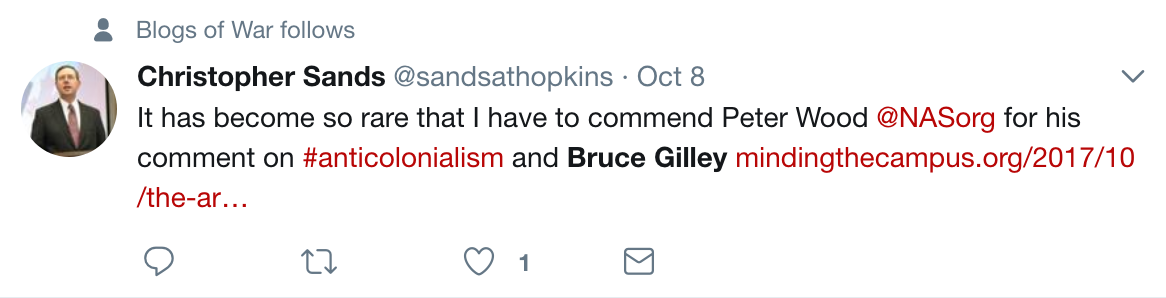 Blogs of War follows
Christopher Sands @sandsathopkins · Oct 8
It has become so rare that I have to commend Peter Wood @NASorg for his
comment on #anticolonialism and Bruce Gilley mindingthecampus.org/2017/10
/the-ar…
1